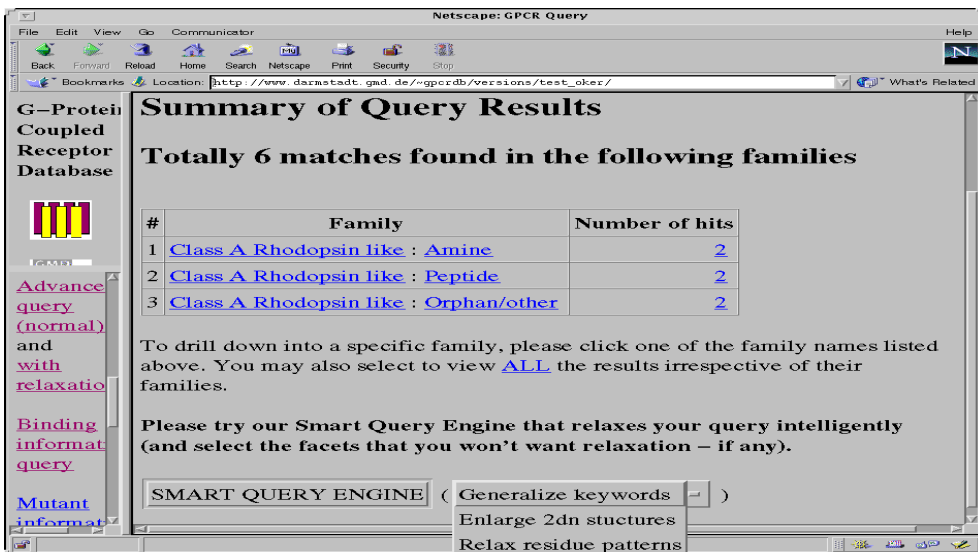 Netscape: GPCR Query
File Edit View Go Communicator Help
Back Forward Reload Home Search Netscape Print Security Stop
N
Bookmarks Location: http://www.darmstadt.gmd.de/~gpcrdb/versions/test_oker/ What's Related
G-Protein
Coupled
Receptor
Database
GMD
Advance
query
(normal)
and
with
relaxatio
Binding
informat
query
Mutant
informat
Summary of Query Results
Totally 6 matches found in the following families
# Family Number of hits
1 Class A Rhodopsin like : Amine 2
2 Class A Rhodopsin like : Peptide 2
3 Class A Rhodopsin like : Orphan/other 2
To drill down into a specific family, please click one of the family names listed
above. You may also select to view ALL the results irrespective of their
families.
Please try our Smart Query Engine that relaxes your query intelligently
(and select the facets that you won't want relaxation – if any).
SMART QUERY ENGINE ( Generalize keywords )
Enlarge 2dn stuctures
Relax residue patterns